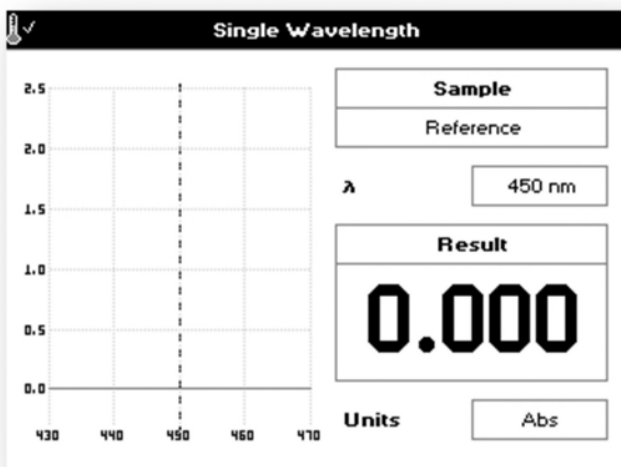 Single Wavelength
2.5
2.0
1.5
1.0
0.5
0.0
430 440 450 460 470
Sample
Reference
λ 450 nm
Result
0.000
Units Abs